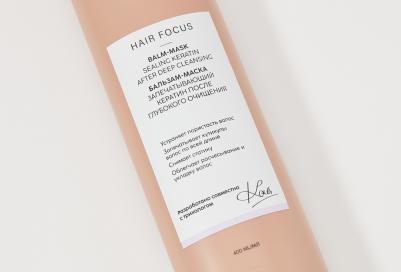 HAIR FOCUS
BALM-MASK
SEALING KERATIN
AFTER DEEP CLEANSING
БАЛЬЗАМ-МАСКА
ЗАПЕЧАТЫВАЮЩИЙ
КЕРАТИН ПОСЛЕ
ГЛУБОКОГО ОЧИЩЕНИЯ
Устраняет пористость волос
Запечатывает кутикулы
волос по всей длине
Снимает статику
Облегчает расчесывание и
укладку волос
Разработано совместно
с трихологом
400 ML/МЛ